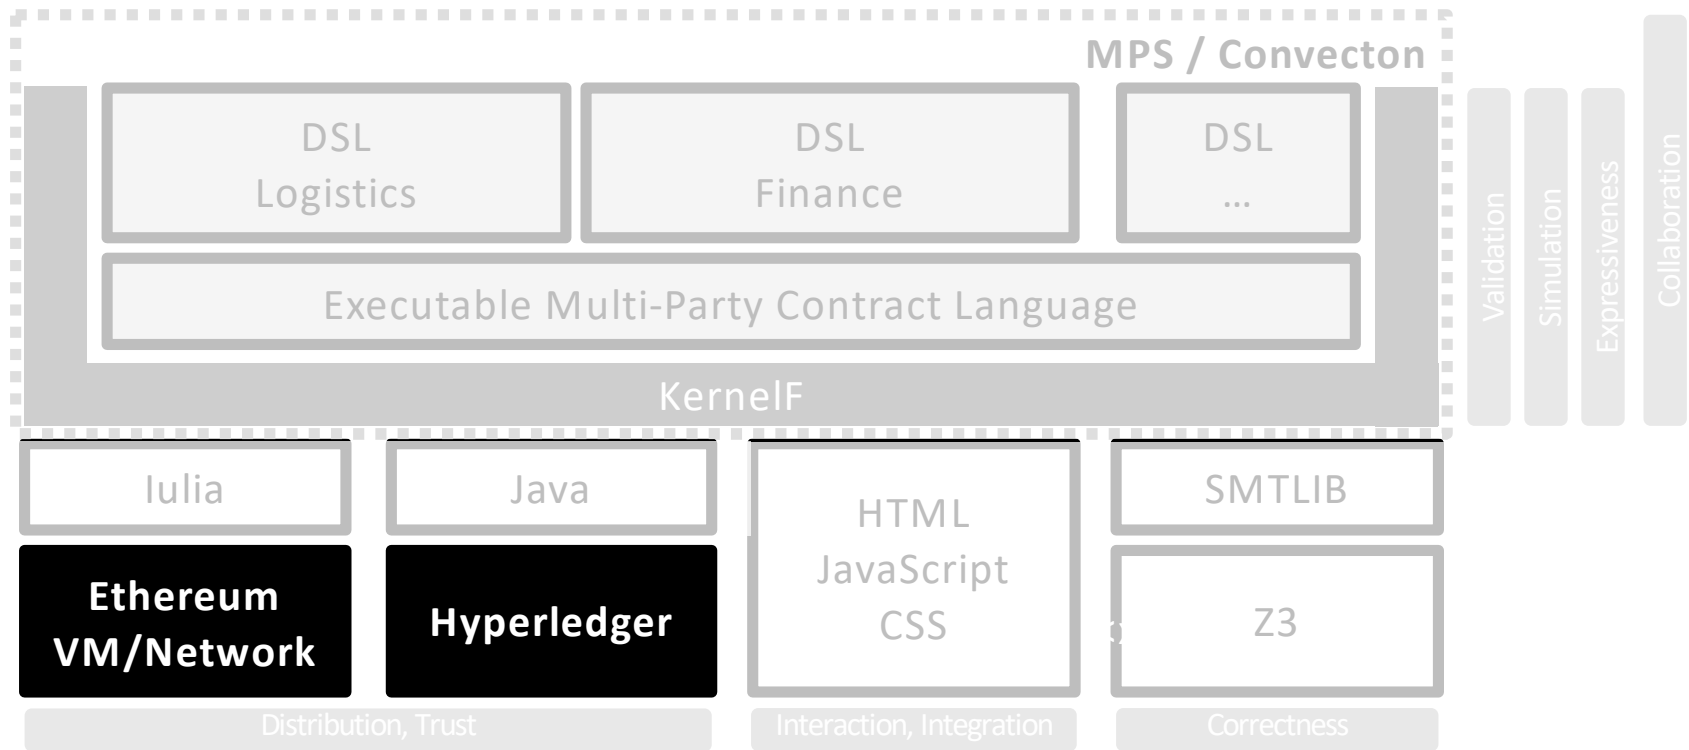 MPS / Convecton
DSL
Logistics
DSL
Finance
DSL
...
Executable Multi-Party Contract Language
KernelF
Validation
Simulation
Expressiveness
Collaboration
Iulia
Java
HTML
JavaScript
CSS
SMTLIB
Ethereum
VM/Network
Hyperledger
Z3
Distribution, Trust
Interaction, Integration
Correctness